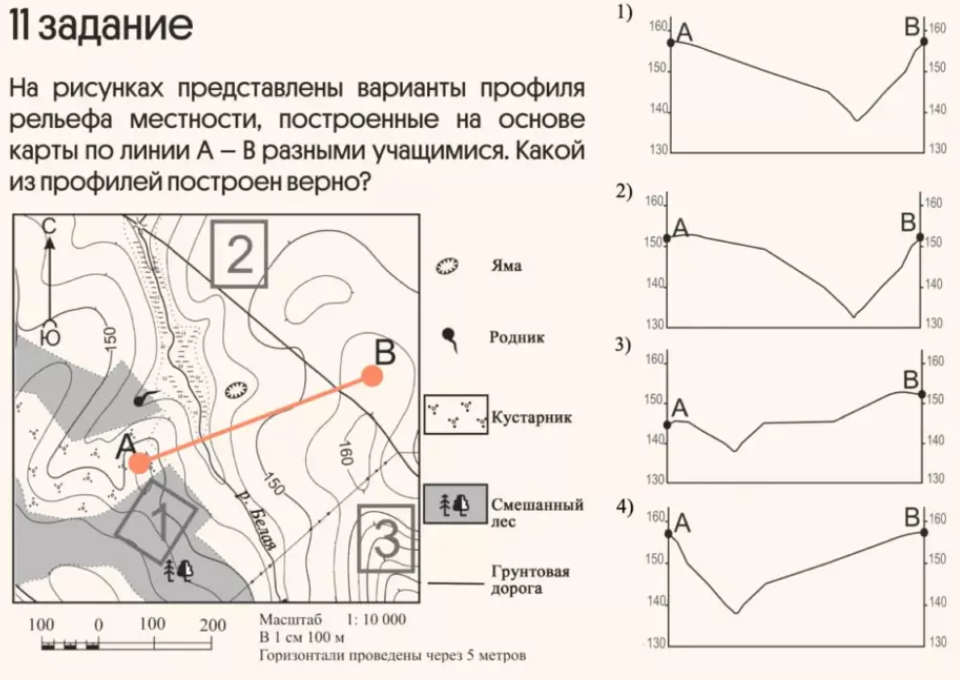 11 задание
На рисунках представлены варианты профиля
рельефа местности, построенные на основе
карты по линии А – В разными учащимися. Какой
из профилей построен верно?
С
Ю
150
2
В
А
160
150
р. Белая
1
3
Яма
Родник
Кустарник
Смешанный
лес
Грунтовая
дорога
100 0 100 200
Масштаб 1: 10 000
В 1 см 100 м
Горизонтали проведены через 5 метров
1)
160 А В 160
150 150
140 140
130 130
2)
160 160
150 А В 150
140 140
130 130
3)
160 160
150 А В 150
140 140
130 130
4)
160 А В 160
150 150
140 140
130 130